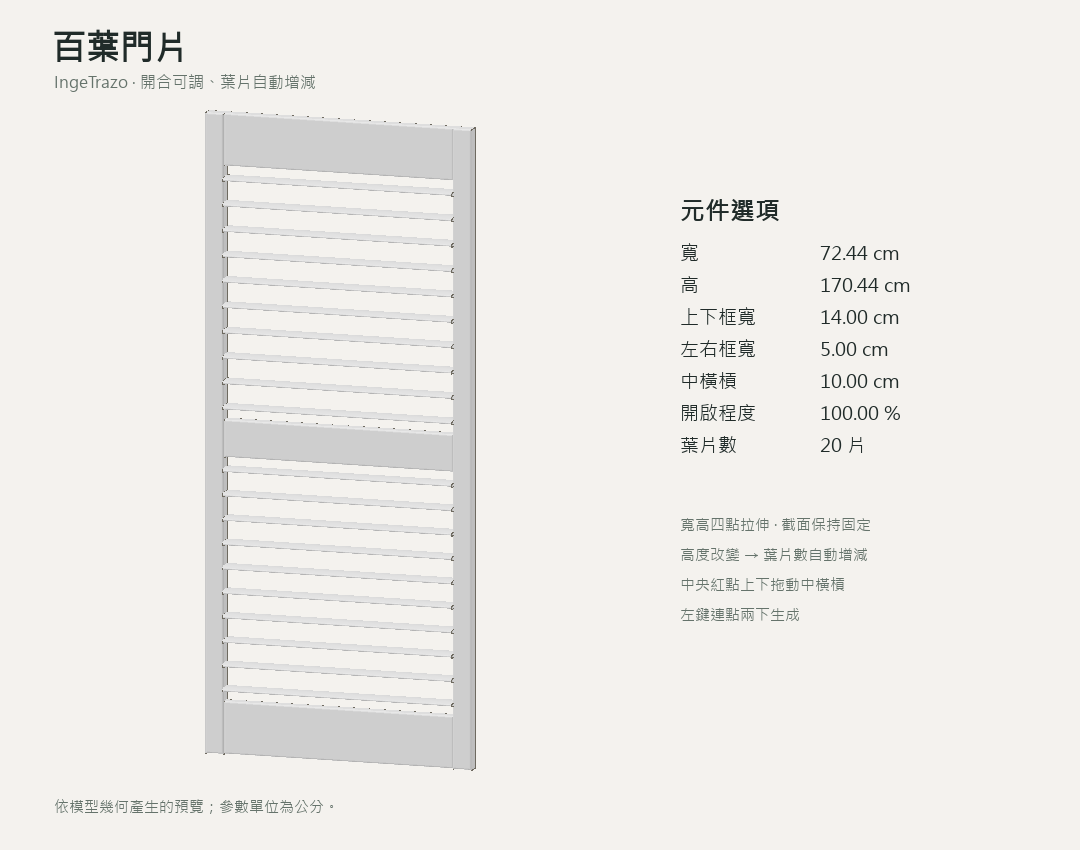 百葉門片
IngeTrazo · 開合可調、葉片自動增減
元件選項
寬 72.44 cm
高 170.44 cm
上下框寬 14.00 cm
左右框寬 5.00 cm
中橫槓 10.00 cm
開啟程度 100.00 %
葉片數 20 片
寬高四點拉伸 · 截面保持固定
高度改變 → 葉片數自動增減
中央紅點上下拖動中橫槓
左鍵連點兩下生成
依模型幾何產生的預覽；參數單位為公分。